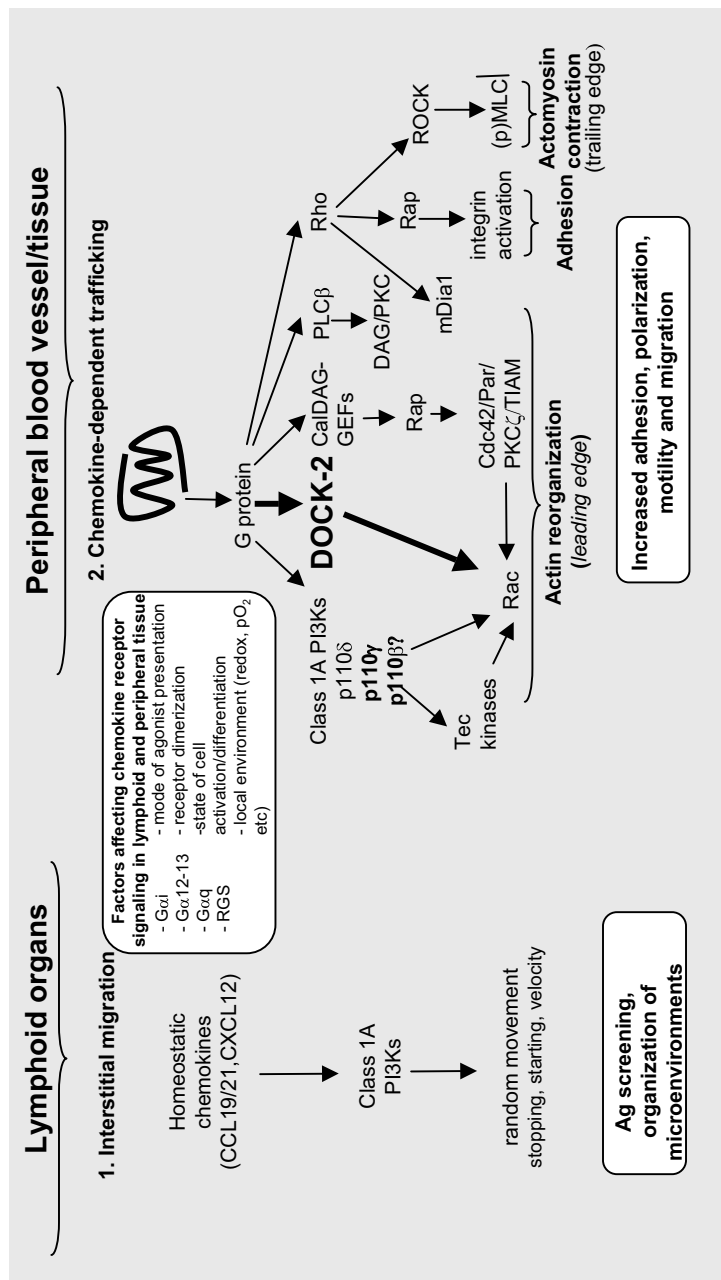 Lymphoid organs
1. Interstitial migration
Homeostatic
chemokines
(CCL19/21,CXCL12)
Class 1A
PI3Ks
random movement
stopping, starting, velocity
Ag screening,
organization of
microenvironments
Factors affecting chemokine receptor
signaling in lymphoid and peripheral tissue
- Gαi
- Gα12-13
- Gαq
- RGS
- mode of agonist presentation
- receptor dimerization
-state of cell
activation/differentiation
- local environment (redox, pO2
etc)
Peripheral blood vessel/tissue
2. Chemokine-dependent trafficking
G protein
Class 1A PI3Ks
p110δ
p110γ
p110β?
Tec
kinases
DOCK-2
Rac
CalDAG-
GEFs
Rap
Cdc42/Par/
PKCζ/TIAM
PLCβ
DAG/PKC
Rho
mDia1
Rap
integrin
activation
ROCK
(p)MLC
Actin reorganization
(leading edge)
Adhesion
Actomyosin
contraction
(trailing edge)
Increased adhesion, polarization,
motility and migration